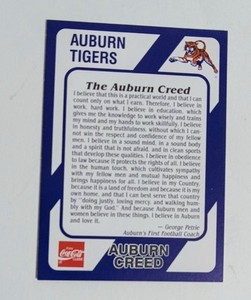 AUBURN
TIGERS
The Auburn Creed
I believe that this is a practical world and that I can
count only on what I earn. Therefore, I believe in
work, hard work. I believe in education, which
gives me the knowledge to work wisely and trains
my mind and my hands to work skillfully. I believe
in honesty and truthfulness, without which I can
not win the respect and confidence of my fellow
men. I believe in a sound mind, in a sound body
and a spirit that is not afraid, and in clean sports
that develop these qualities. I believe in obedience
to law because it protects the rights of all. I believe
in the human touch, which cultivates sympathy
with my fellow men and mutual helpfulness and
brings happiness for all. I believe in my Country,
because it is a land of freedom and because it is my
own home, and that I can best serve that country by
"doing justly, loving mercy, and walking hum-
bly with my God." And because Auburn men and
women believe in these things, I believe in Auburn
and love it.
— George Petrie
Auburn's First Football Coach
Coca-Cola
AUBURN
CREED